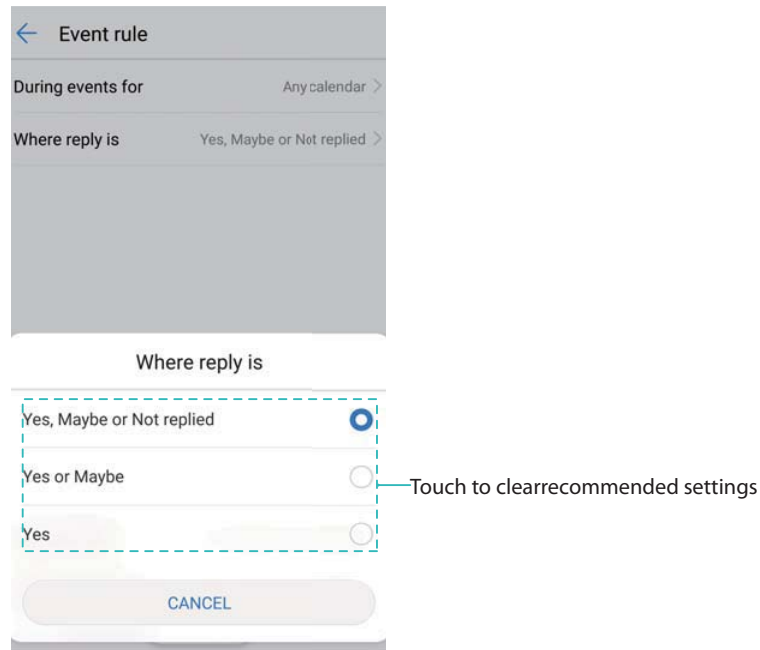 Event rule
During events for Any calendar
Where reply is Yes, Maybe or Not replied
Where reply is
Yes, Maybe or Not replied
Yes or Maybe
Touch to clearrecommended settings
Yes
CANCEL